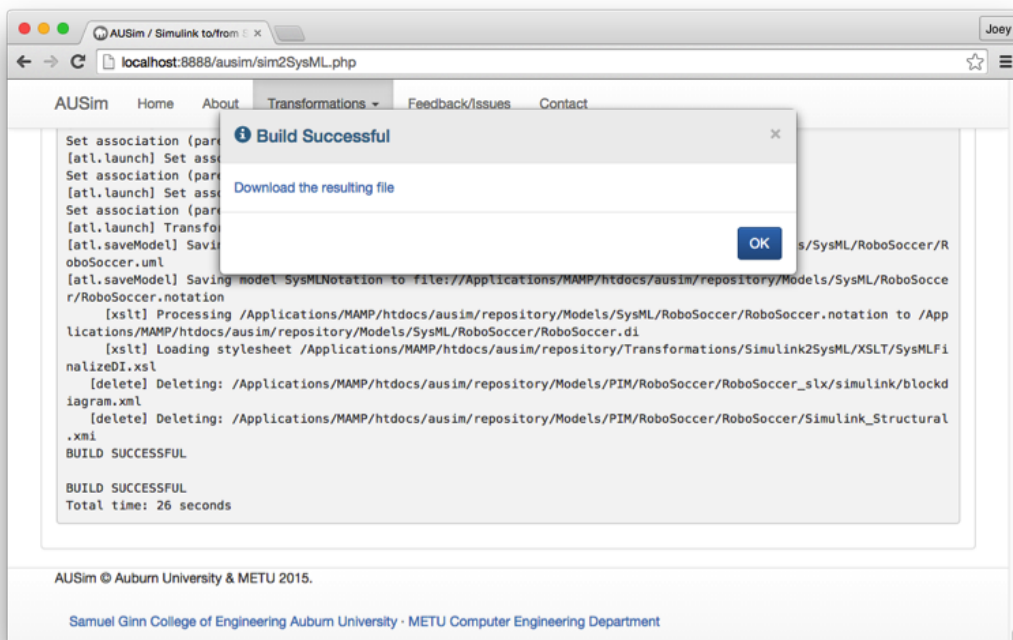 AUSim / Simulink to/from
Joey
localhost:8888/ausim/sim2SysML.php
AUSim Home About Transformations Feedback/Issues Contact
Build Successful
×
Download the resulting file
OK
Set association (pare
[atl.launch] Set asso
Set association (pare
[atl.launch] Set asso
Set association (pare
[atl.launch] Transfo
[atl.saveModel] Savin s/SysML/RoboSoccer/R
oboSoccer.uml
[atl.saveModel] Saving model SysMLNotation to file://Applications/MAMP/htdocs/ausim/repository/Models/SysML/RoboSocce
r/RoboSoccer.notation
[xslt] Processing /Applications/MAMP/htdocs/ausim/repository/Models/SysML/RoboSoccer/RoboSoccer.notation to /App
lications/MAMP/htdocs/ausim/repository/Models/SysML/RoboSoccer/RoboSoccer.di
[xslt] Loading stylesheet /Applications/MAMP/htdocs/ausim/repository/Transformations/Simulink2SysML/XSLT/SysMLFi
nalizeDI.xsl
[delete] Deleting: /Applications/MAMP/htdocs/ausim/repository/Models/PIM/RoboSoccer/RoboSoccer_slx/simulink/blockd
iagram.xml
[delete] Deleting: /Applications/MAMP/htdocs/ausim/repository/Models/PIM/RoboSoccer/RoboSoccer/Simulink_Structural
.xmi
BUILD SUCCESSFUL
BUILD SUCCESSFUL
Total time: 26 seconds
AUSim © Auburn University & METU 2015.
Samuel Ginn College of Engineering Auburn University · METU Computer Engineering Department